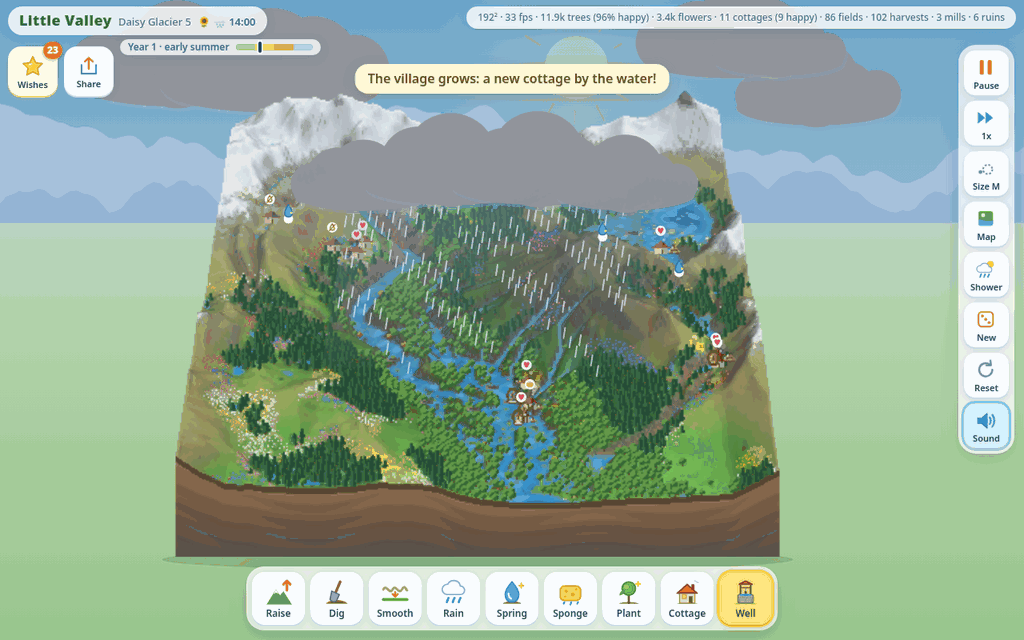 Little Valley Daisy Glacier 5 14:00
192² · 33 fps · 11.9k trees (96% happy) · 3.4k flowers · 11 cottages (9 happy) · 86 fields · 102 harvests · 3 mills · 6 ruins
Year 1 · early summer
23
Wishes
Share
The village grows: a new cottage by the water!
Pause
1x
Size M
Map
Shower
New
Reset
Sound
Raise
Dig
Smooth
Rain
Spring
Sponge
Plant
Cottage
Well